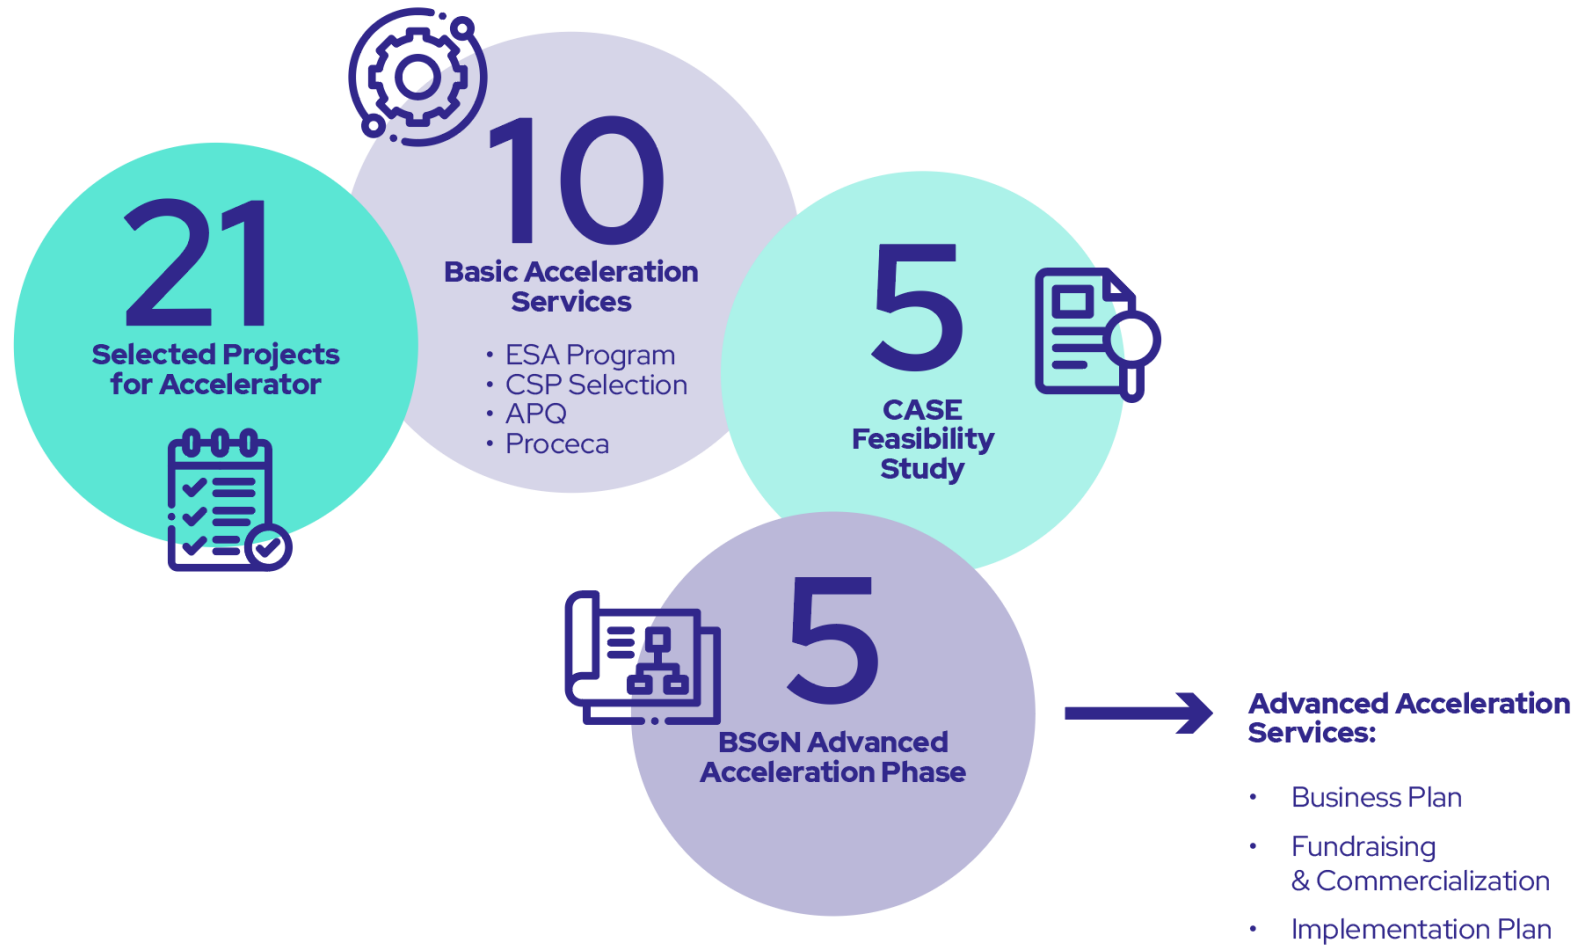 21
Selected Projects
for Accelerator
10
Basic Acceleration
Services
• ESA Program
• CSP Selection
• APQ
• Proceca
5
CASE
Feasibility
Study
5
BSGN Advanced
Acceleration Phase
Advanced Acceleration
Services:
• Business Plan
• Fundraising
& Commercialization
• Implementation Plan